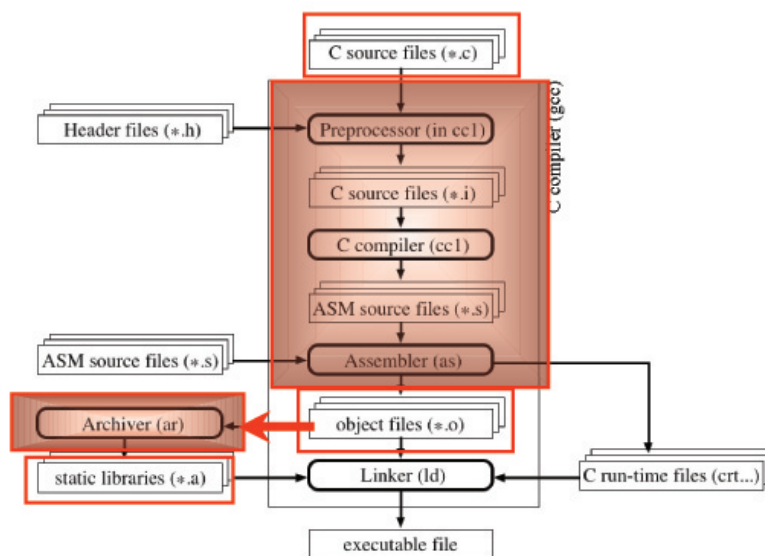 C source files (*.c)
C compiler (gcc)
Header files (*.h)
Preprocessor (in cc1)
C source files (*.i)
C compiler (cc1)
ASM source files (*.s)
ASM source files (*.s)
Assembler (as)
Archiver (ar)
object files (*.o)
static libraries (*.a)
Linker (ld)
C run-time files (crt...)
executable file